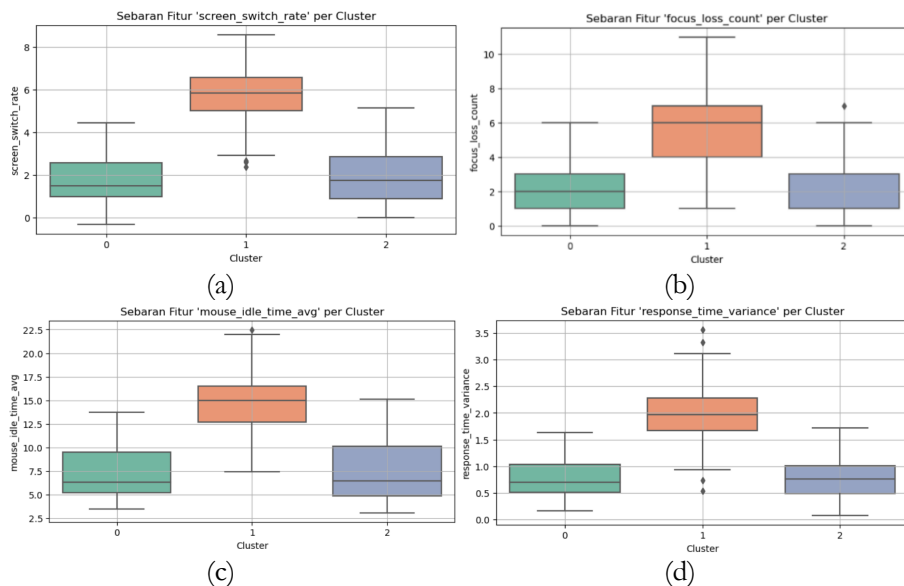 Sebaran Fitur 'screen_switch_rate' per Cluster
screen_switch_rate
8
6
4
2
0
0 1 2
Cluster
(a)
Sebaran Fitur 'focus_loss_count' per Cluster
focus_loss_count
10
8
6
4
2
0
0 1 2
Cluster
(b)
Sebaran Fitur 'mouse_idle_time_avg' per Cluster
mouse_idle_time_avg
22.5
20.0
17.5
15.0
12.5
10.0
7.5
5.0
2.5
0 1 2
Cluster
(c)
Sebaran Fitur 'response_time_variance' per Cluster
response_time_variance
3.5
3.0
2.5
2.0
1.5
1.0
0.5
0.0
0 1 2
Cluster
(d)